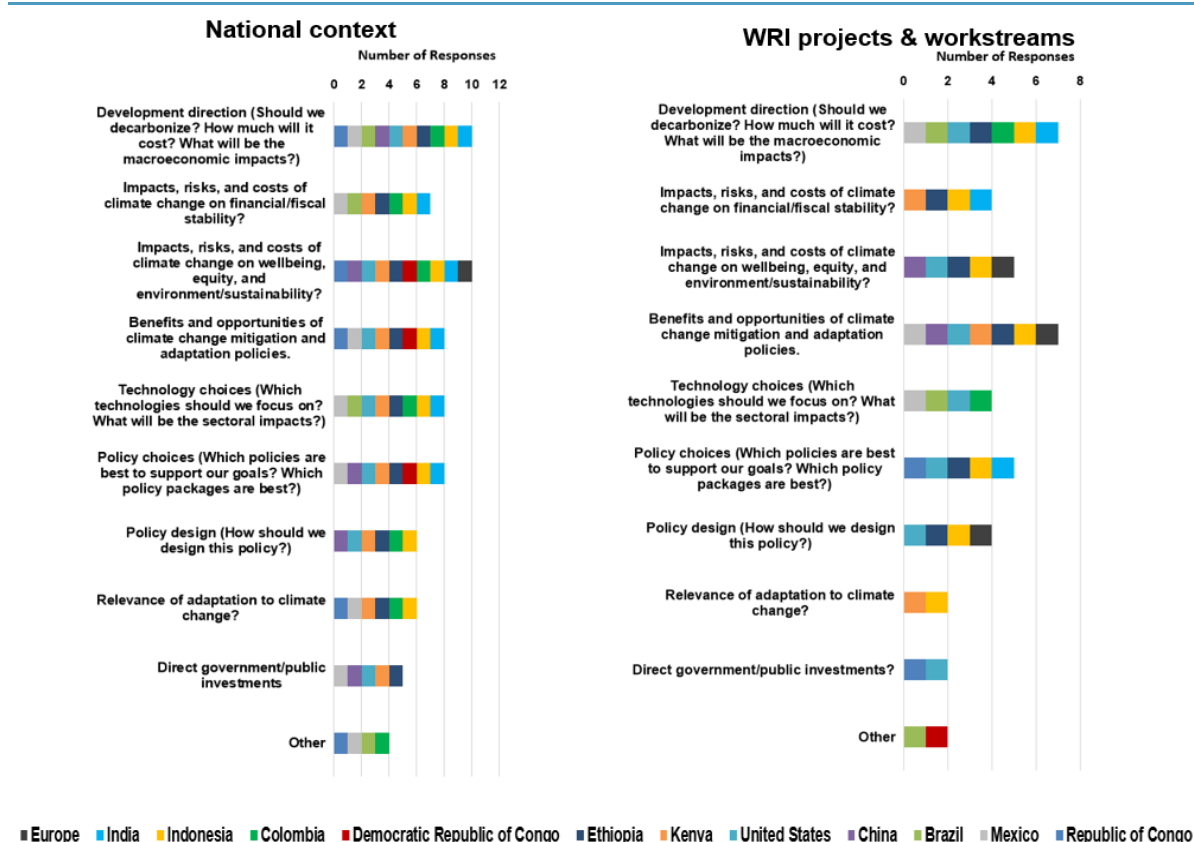 National context
Number of Responses
0 2 4 6 8 10 12
Development direction (Should we
decarbonize? How much will it
cost? What will be the
macroeconomic impacts?)
Impacts, risks, and costs of
climate change on financial/fiscal
stability?
Impacts, risks, and costs of
climate change on wellbeing,
equity, and
environment/sustainability?
Benefits and opportunities of
climate change mitigation and
adaptation policies.
Technology choices (Which
technologies should we focus on?
What will be the sectoral impacts?)
Policy choices (Which policies are
best to support our goals? Which
policy packages are best?)
Policy design (How should we
design this policy?)
Relevance of adaptation to climate
change?
Direct government/public
investments
Other
WRI projects & workstreams
Number of Responses
0 2 4 6 8
Development direction (Should we
decarbonize? How much will it cost?
What will be the macroeconomic
impacts?)
Impacts, risks, and costs of climate
change on financial/fiscal stability?
Impacts, risks, and costs of climate
change on wellbeing, equity, and
environment/sustainability?
Benefits and opportunities of climate
change mitigation and adaptation
policies.
Technology choices (Which
technologies should we focus on? What
will be the sectoral impacts?)
Policy choices (Which policies are best
to support our goals? Which policy
packages are best?)
Policy design (How should we design
this policy?)
Relevance of adaptation to climate
change?
Direct government/public investments?
Other
Europe India Indonesia Colombia Democratic Republic of Congo Ethiopia Kenya United States China Brazil Mexico Republic of Congo